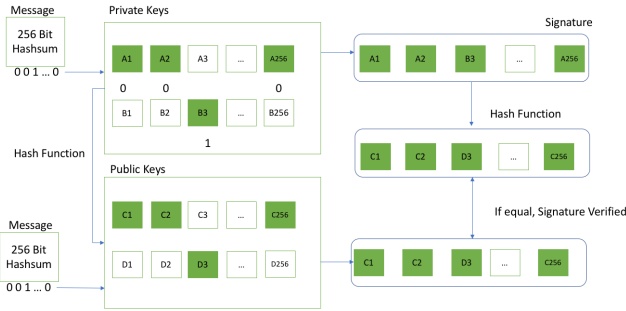 Message
256 Bit
Hashsum
0 0 1 ... 0
Private Keys
A1 A2 A3 ... A256
0 0 0
B1 B2 B3 ... B256
1
Signature
A1 A2 B3 ... A256
Hash Function
C1 C2 D3 ... C256
Hash Function
Public Keys
C1 C2 C3 ... C256
D1 D2 D3 ... D256
If equal, Signature Verified
C1 C2 D3 ... C256
Message
256 Bit
Hashsum
0 0 1 ... 0